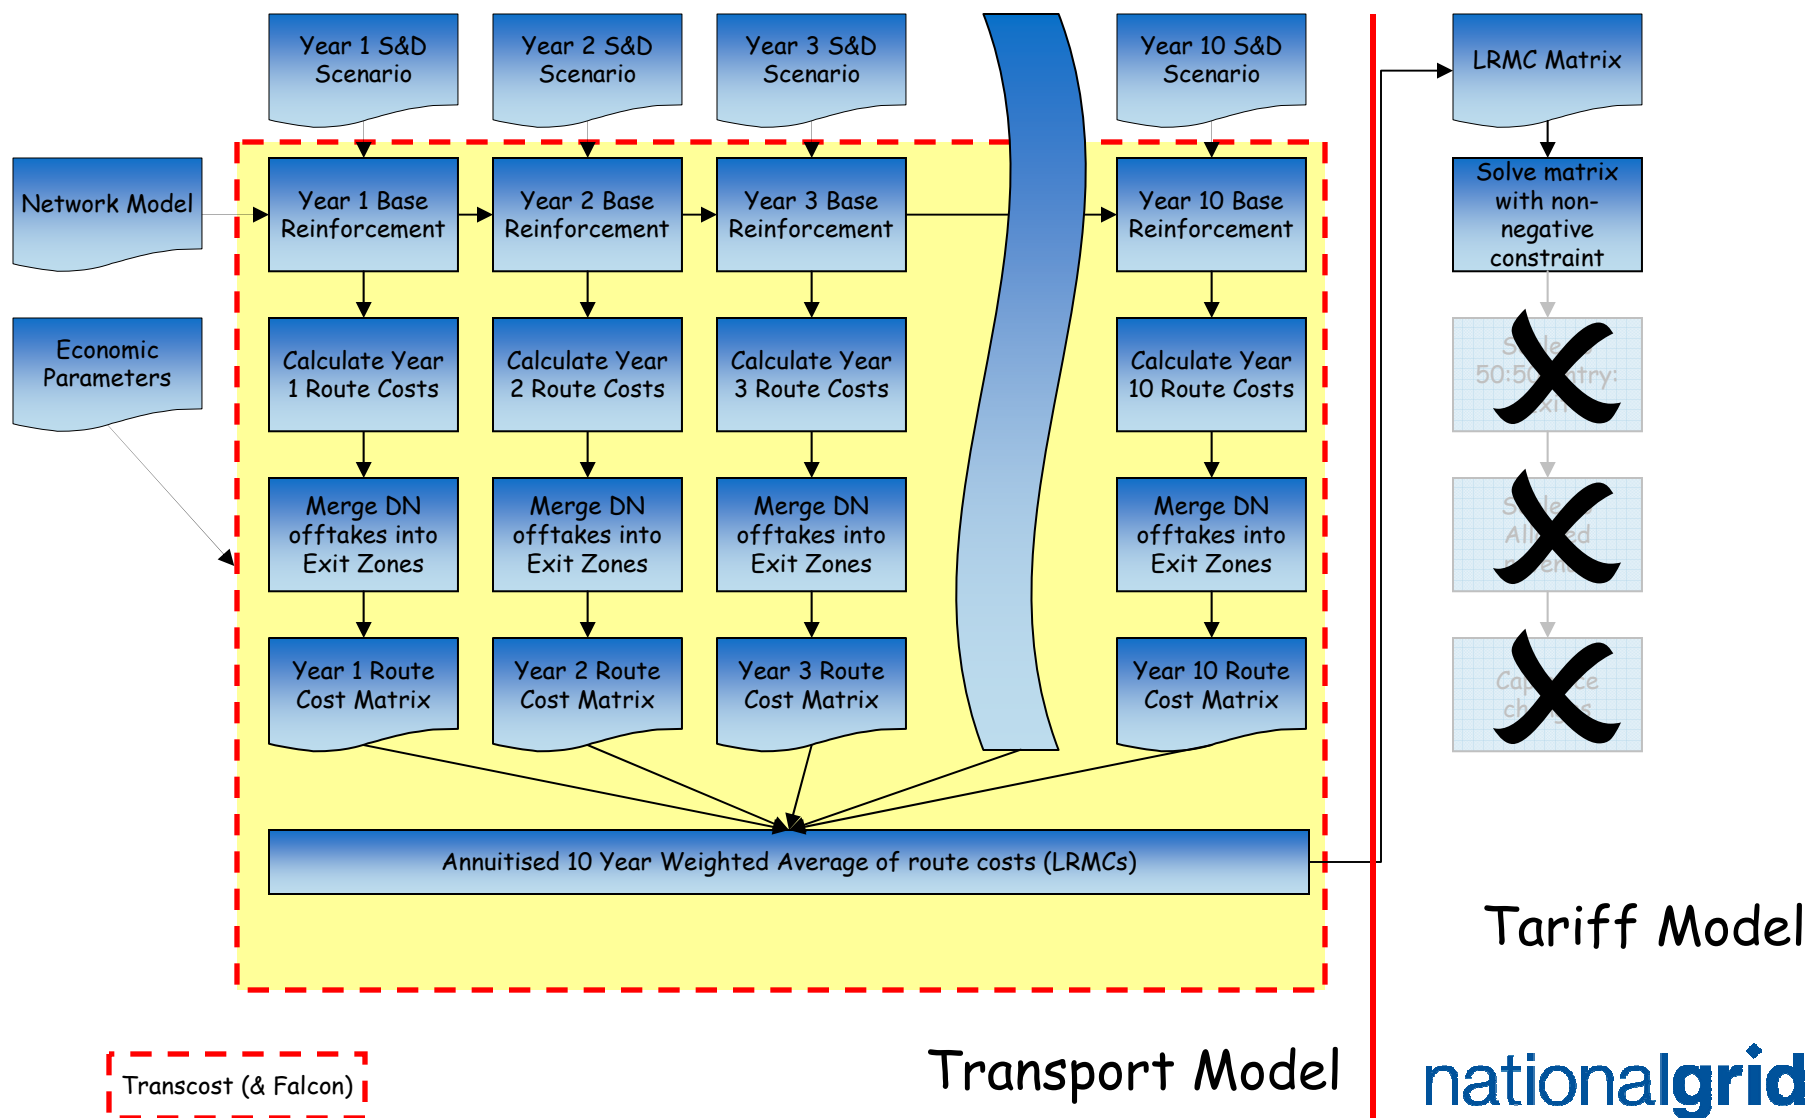 Year 1 S&D
Scenario
Year 2 S&D
Scenario
Year 3 S&D
Scenario
Year 10 S&D
Scenario
LRMC Matrix
Network Model
Year 1 Base
Reinforcement
Year 2 Base
Reinforcement
Year 3 Base
Reinforcement
Year 10 Base
Reinforcement
Solve matrix
with non-
negative
constraint
Economic
Parameters
Calculate Year
1 Route Costs
Calculate Year
2 Route Costs
Calculate Year
3 Route Costs
Calculate Year
10 Route Costs
50:50
Merge DN
offtakes into
Exit Zones
Merge DN
offtakes into
Exit Zones
Merge DN
offtakes into
Exit Zones
Merge DN
offtakes into
Exit Zones
Year 1 Route
Cost Matrix
Year 2 Route
Cost Matrix
Year 3 Route
Cost Matrix
Year 10 Route
Cost Matrix
Annuitised 10 Year Weighted Average of route costs (LRMCs)
Tariff Model
Transport Model
Transcost (& Falcon)
nationalgrid